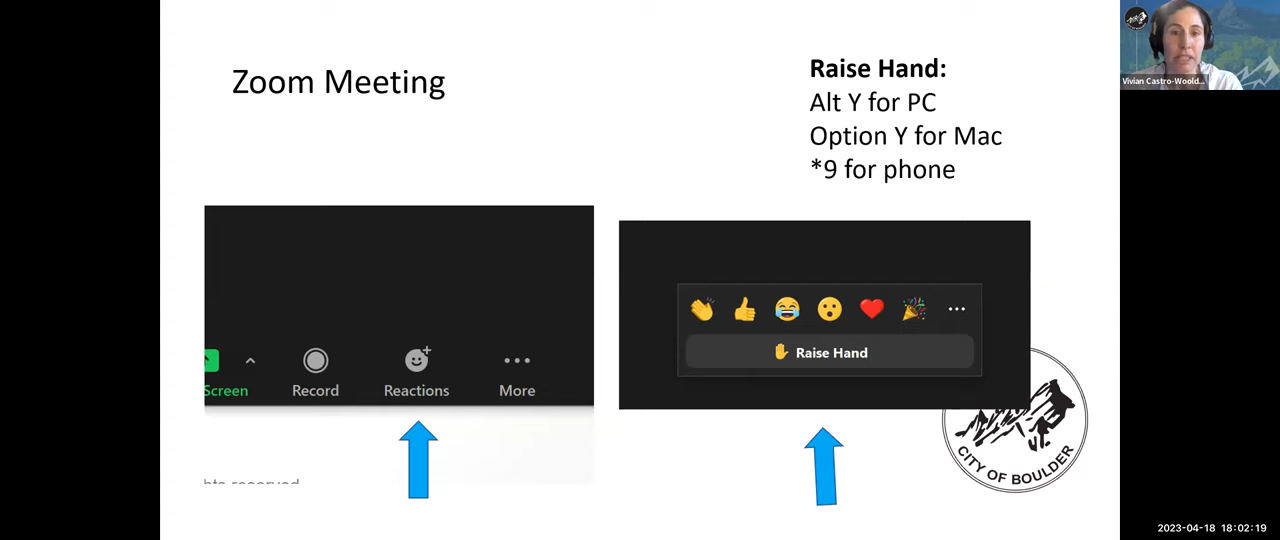 Zoom Meeting
Raise Hand:
Alt Y for PC
Option Y for Mac
*9 for phone
Vivian Castro-Woold...
Screen
Record
Reactions
More
Raise Hand
CITY OF BOULDER
reserved
2023-04-18 18:02:19